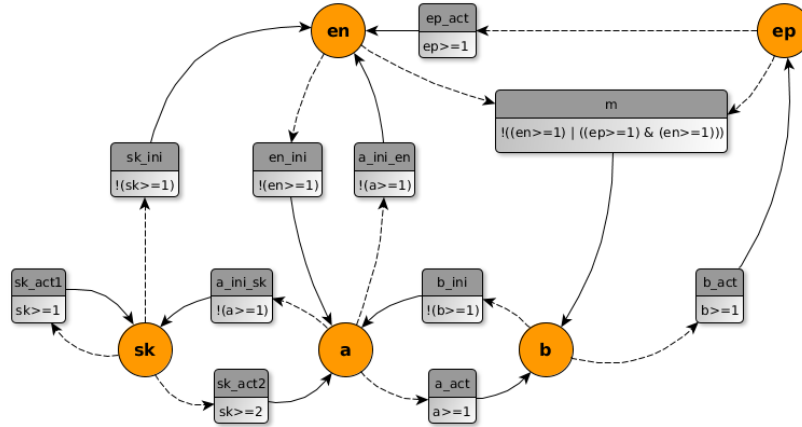 ep_act
ep>=1
en
ep
m
!((en>=1) | ((ep>=1) & (en>=1)))
sk_ini
!(sk>=1)
en_ini
!(en>=1)
a_ini_en
!(a>=1)
sk_act1
sk>=1
a_ini_sk
!(a>=1)
b_ini
!(b>=1)
b_act
b>=1
sk
a
b
sk_act2
sk>=2
a_act
a>=1